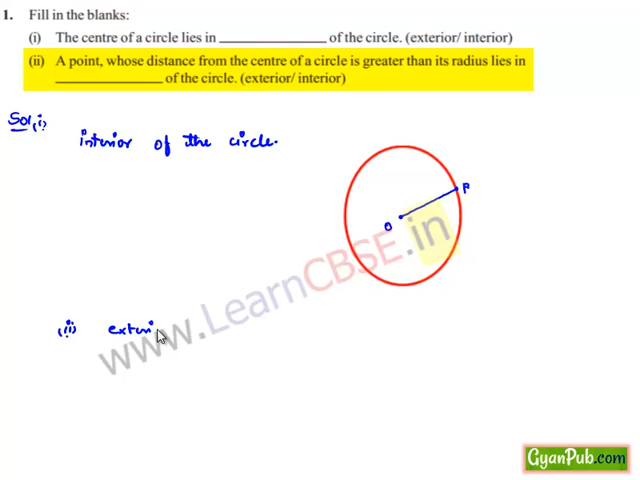 1. Fill in the blanks:
(i) The centre of a circle lies in ____________ of the circle. (exterior/ interior)
(ii) A point, whose distance from the centre of a circle is greater than its radius lies in
____________ of the circle. (exterior/ interior)
Sol (i)
interior of the circle.
P
O
(ii) exteri
www.LearnCBSE.in
GyanPub.com